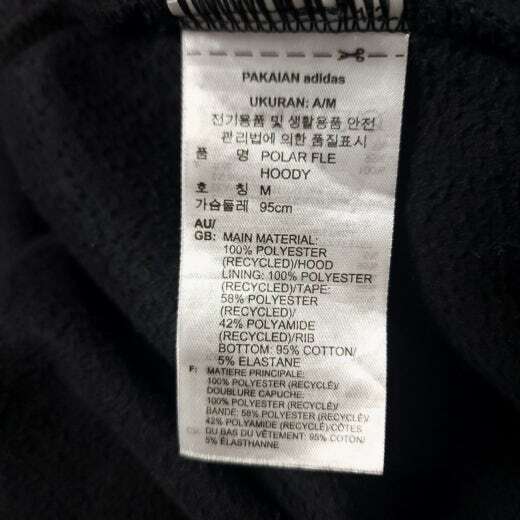 PAKAIAN adidas
UKURAN: A/M
전기용품 및 생활용품 안전
관리법에 의한 품질표시
품 명 POLAR FLE
HOODY
호 칭 M
가슴둘레 95cm
AU/
GB: MAIN MATERIAL:
100% POLYESTER
(RECYCLED)/HOOD
LINING: 100% POLYESTER
(RECYCLED)/TAPE:
58% POLYESTER
(RECYCLED)/
42% POLYAMIDE
(RECYCLED)/RIB
BOTTOM: 95% COTTON/
5% ELASTANE
F: MATIERE PRINCIPALE:
100% POLYESTER (RECYCLÉ)/
DOUBLURE CAPUCHE:
100% POLYESTER (RECYCLÉ)/
BANDE: 58% POLYESTER (RECYCLÉ)/
42% POLYAMIDE (RECYCLÉ)/CÔTES
DU BAS DU VÊTEMENT: 95% COTON/
5% ÉLASTHANNE